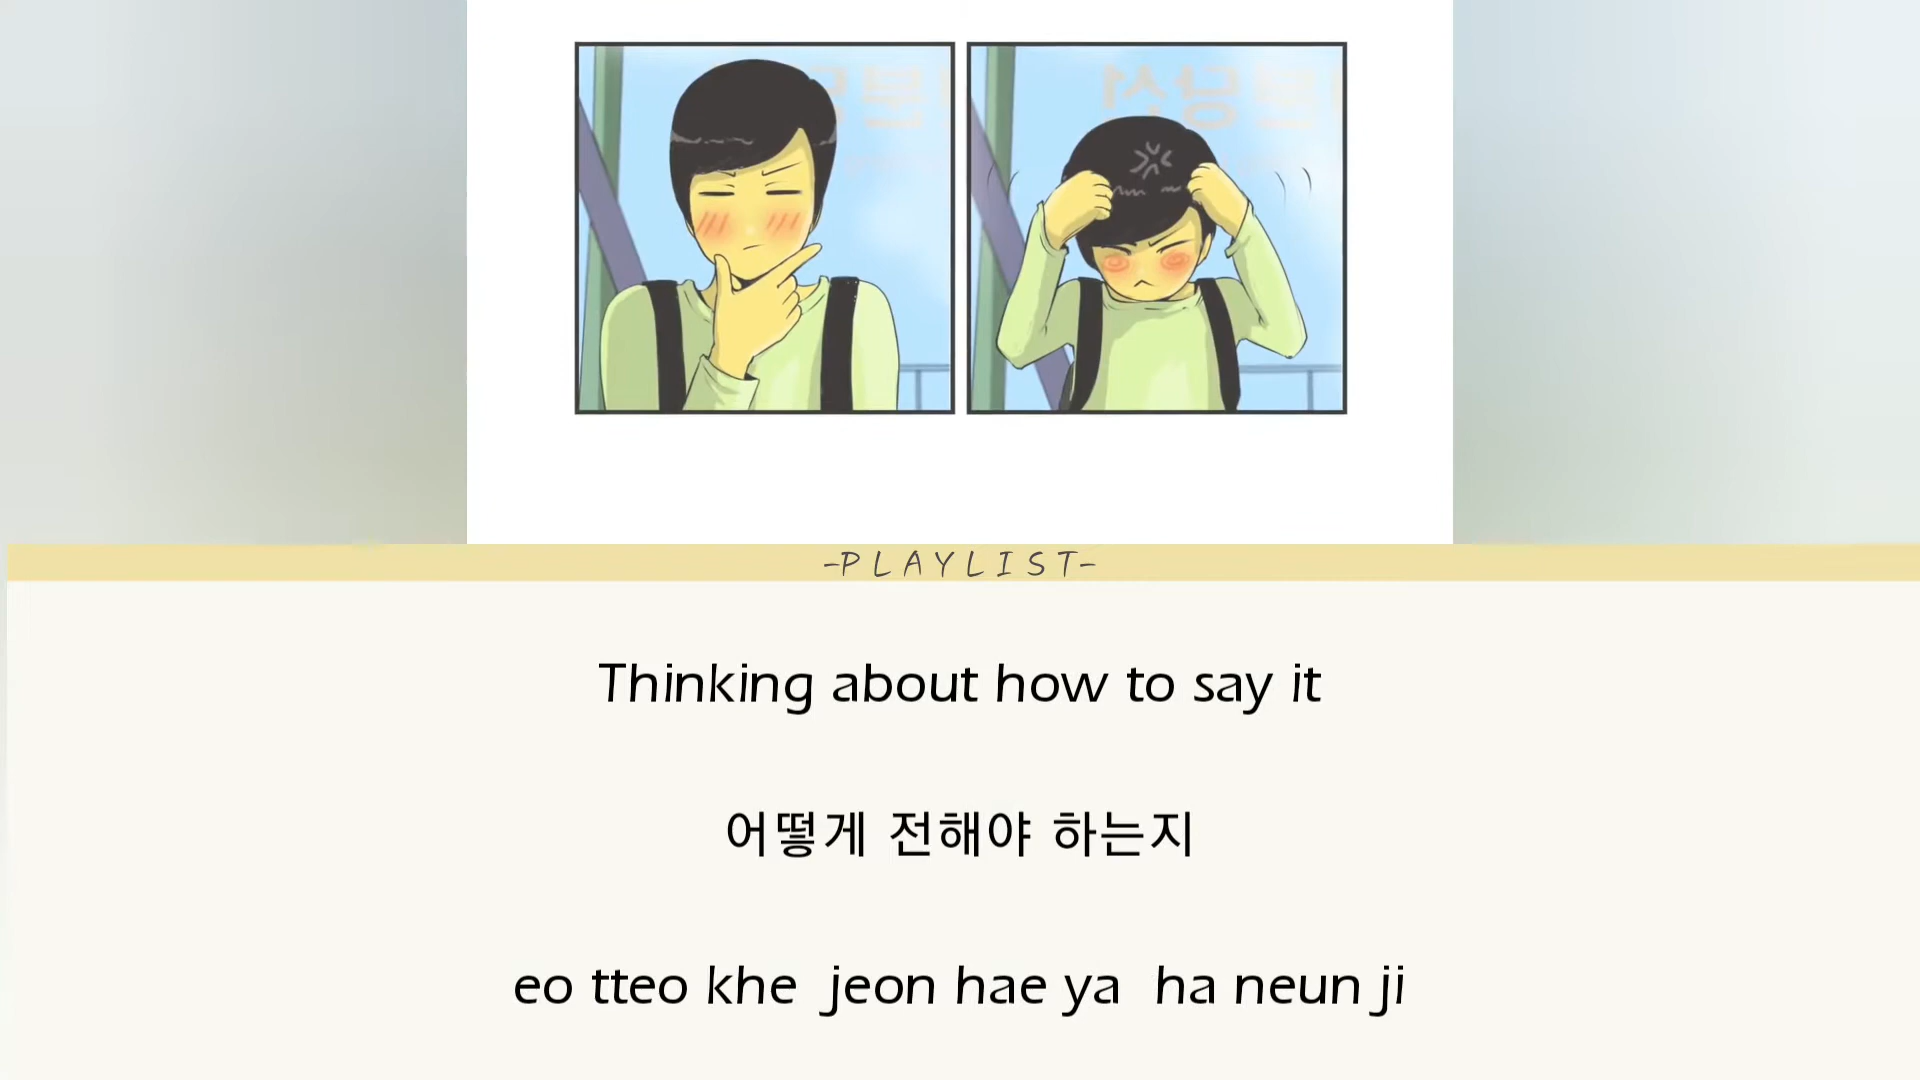 -PLAYLIST-
Thinking about how to say it
어떻게 전해야 하는지
eo tteo khe jeon hae ya ha neun ji